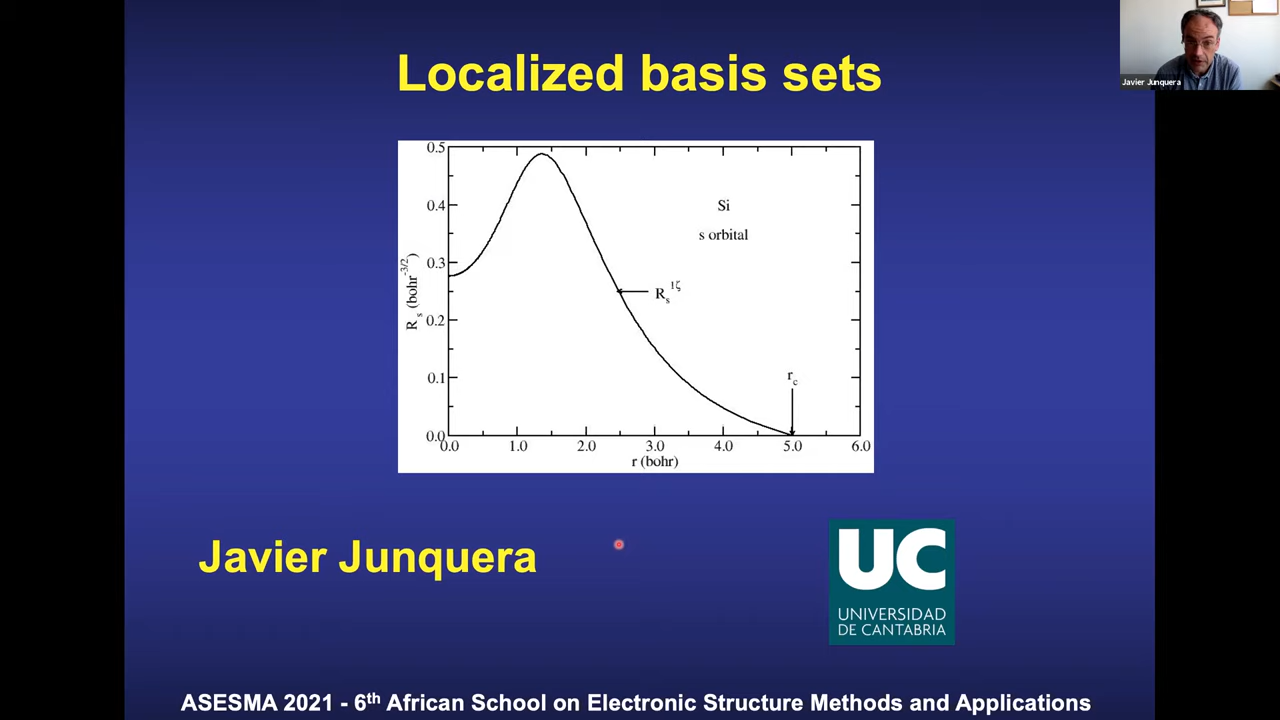 Localized basis sets
Javier Junquera
0.5
0.4
0.3
0.2
0.1
0.0
R_s (bohr^-3/2)
Si
s orbital
R_s^1ζ
r_c
0.0 1.0 2.0 3.0 4.0 5.0 6.0
r (bohr)
Javier Junquera
UC
UNIVERSIDAD
DE CANTABRIA
ASESMA 2021 - 6th African School on Electronic Structure Methods and Applications